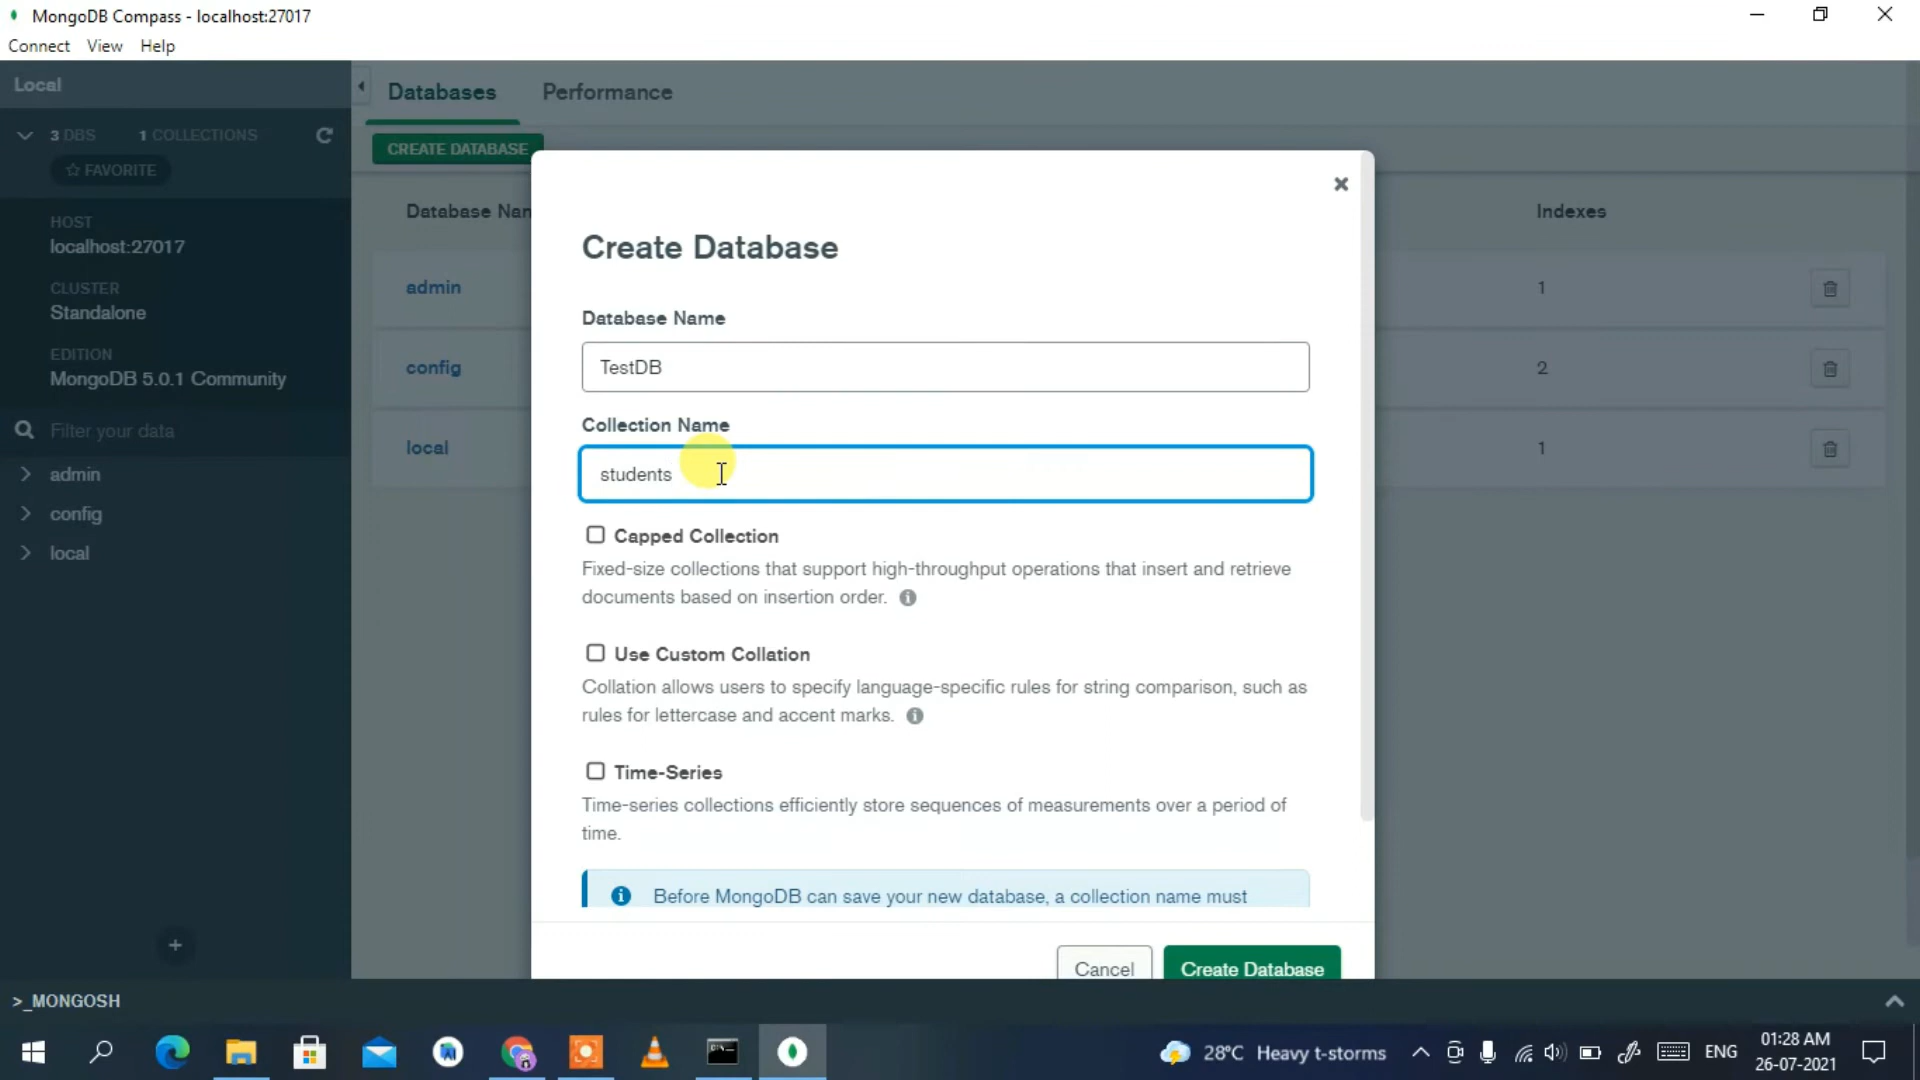 MongoDB Compass - localhost:27017
Connect View Help
Local
Databases Performance
3 DBS 1 COLLECTIONS
FAVORITE
CREATE DATABASE
HOST
localhost:27017
CLUSTER
Standalone
EDITION
MongoDB 5.0.1 Community
Filter your data
admin
config
local
Database Nam Indexes
admin 1
config 2
local 1
Create Database
Database Name
TestDB
Collection Name
students
Capped Collection
Fixed-size collections that support high-throughput operations that insert and retrieve
documents based on insertion order.
Use Custom Collation
Collation allows users to specify language-specific rules for string comparison, such as
rules for lettercase and accent marks.
Time-Series
Time-series collections efficiently store sequences of measurements over a period of
time.
Before MongoDB can save your new database, a collection name must
Cancel Create Database
>_MONGOSH
28°C Heavy t-storms ENG 01:28 AM
26-07-2021